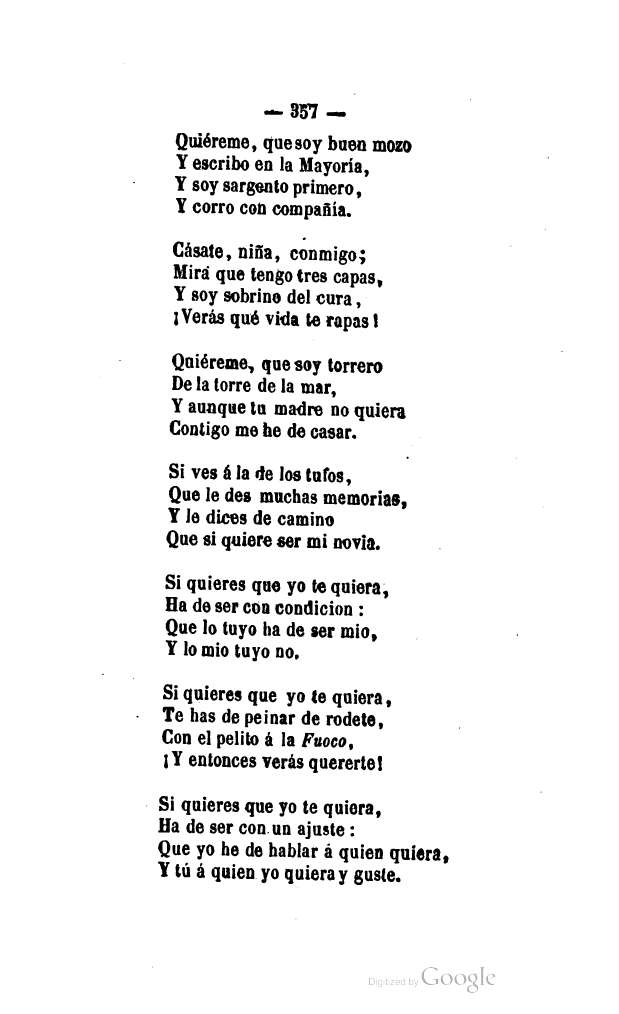 — 357 —
Quiéreme, que soy buen mozo
Y escribo en la Mayoría,
Y soy sargento primero,
Y corro con compañía.
Cásate, niña, conmigo;
Mirá que tengo tres capas,
Y soy sobrino del cura,
¡Verás qué vida te rapas!
Quiéreme, que soy torrero
De la torre de la mar,
Y aunque tu madre no quiera
Contigo me he de casar.
Si ves á la de los tufos,
Que le des muchas memorias,
Y le dices de camino
Que si quiere ser mi novia.
Si quieres que yo te quiera,
Ha de ser con condicion:
Que lo tuyo ha de ser mio,
Y lo mio tuyo no.
Si quieres que yo te quiera,
Te has de peinar de rodete,
Con el pelito á la Fuoco,
¡Y entonces verás quererte!
Si quieres que yo te quiera,
Ha de ser con un ajuste:
Que yo he de hablar á quien quiera,
Y tú á quien yo quiera y guste.
Digitized by Google